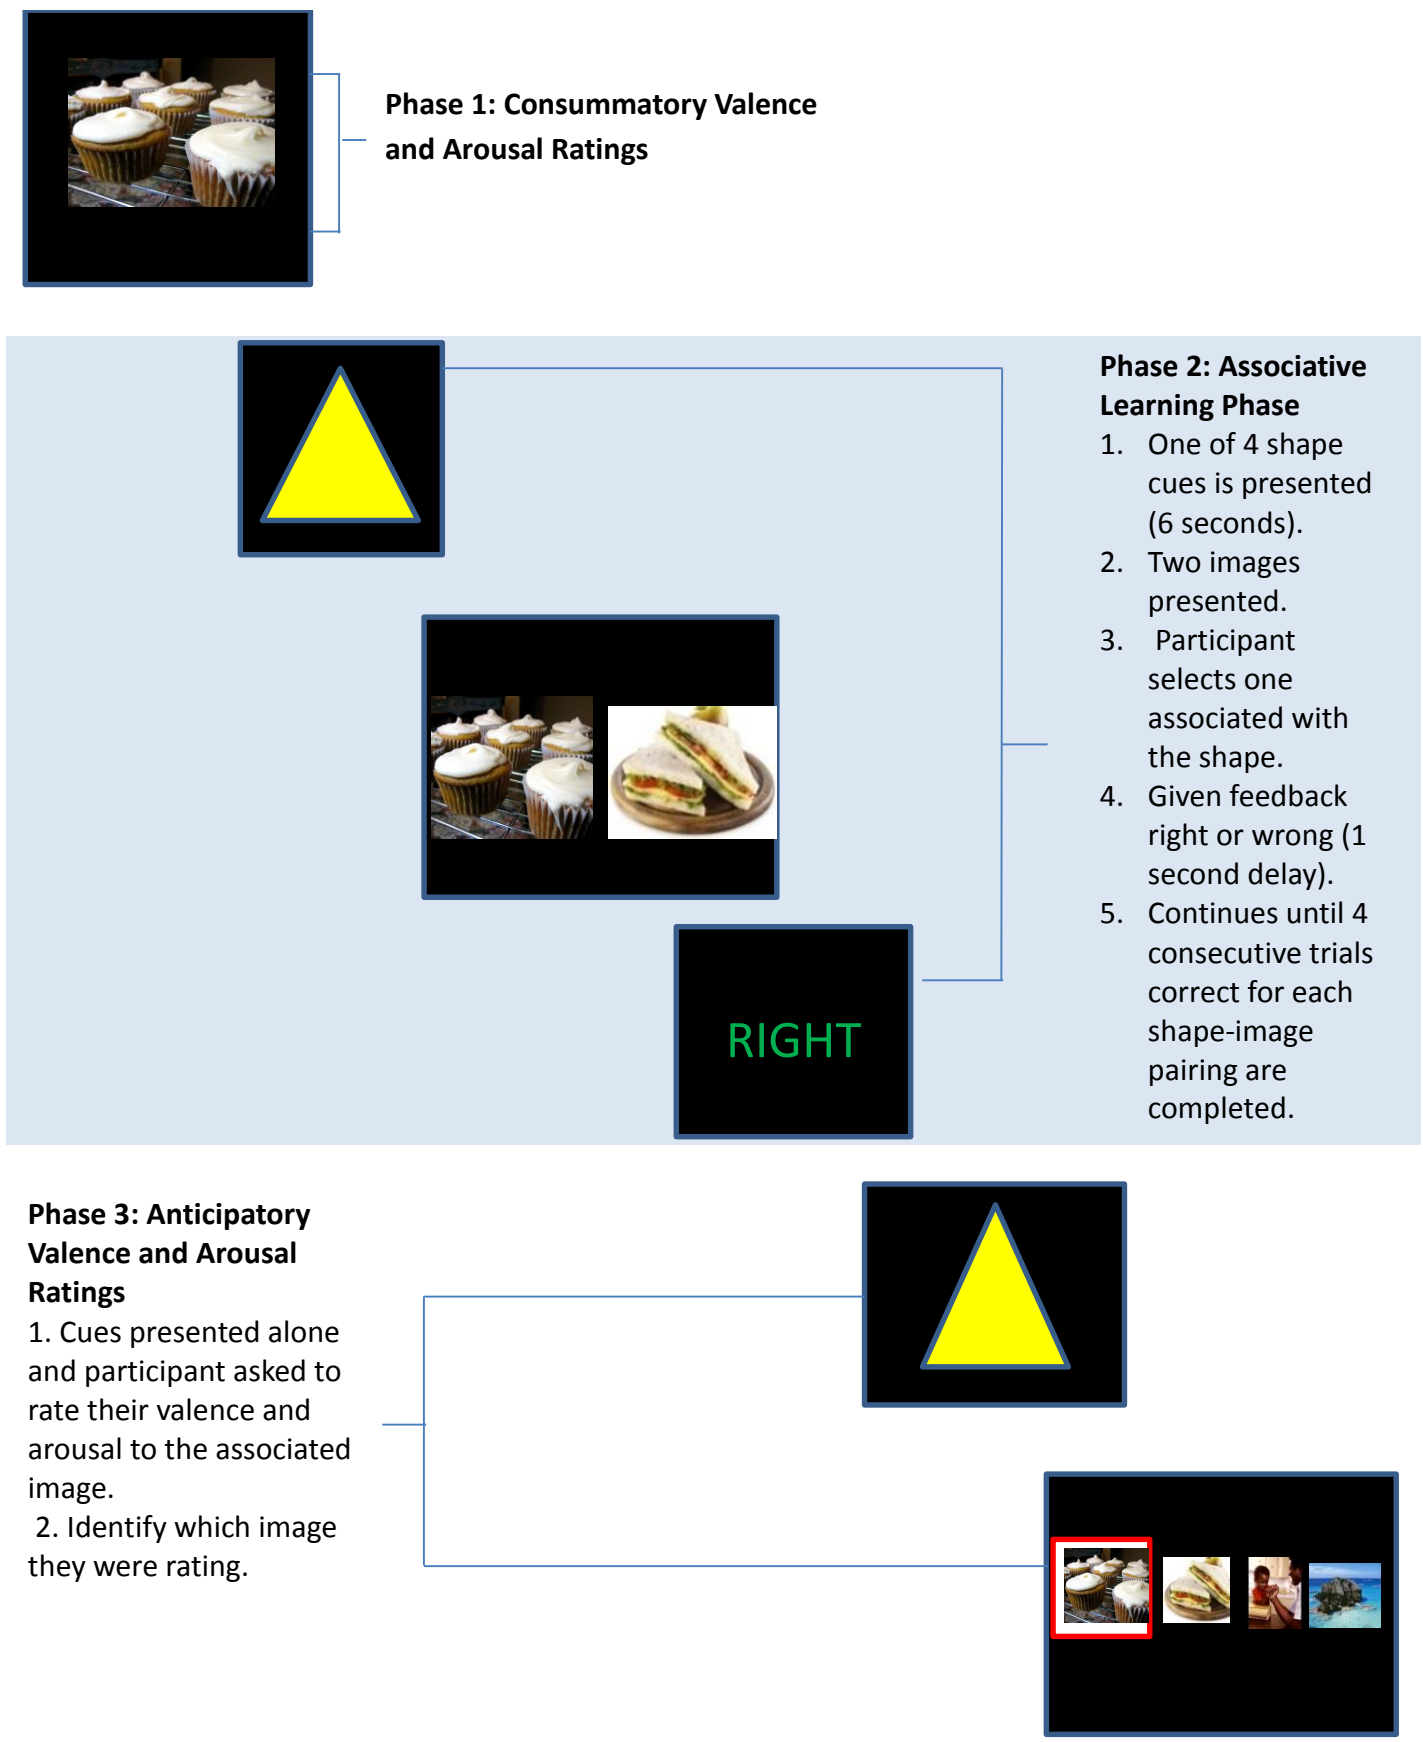 Phase 1: Consummatory Valence
and Arousal Ratings
Phase 2: Associative
Learning Phase
1. One of 4 shape
cues is presented
(6 seconds).
2. Two images
presented.
3. Participant
selects one
associated with
the shape.
4. Given feedback
right or wrong (1
second delay).
5. Continues until 4
consecutive trials
correct for each
shape-image
pairing are
completed.
RIGHT
Phase 3: Anticipatory
Valence and Arousal
Ratings
1. Cues presented alone
and participant asked to
rate their valence and
arousal to the associated
image.
2. Identify which image
they were rating.